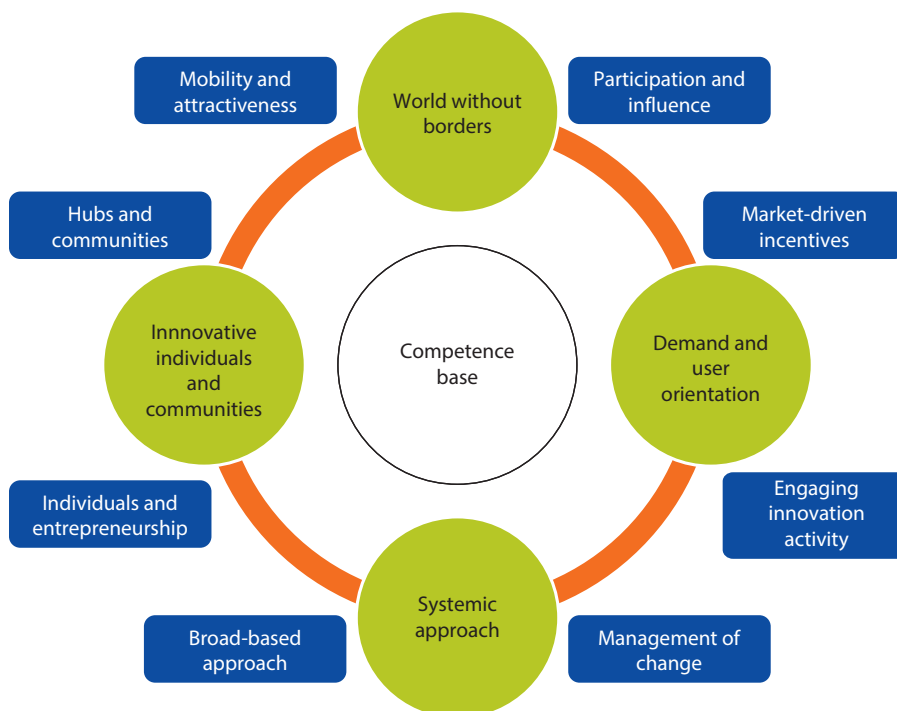 Mobility and
attractiveness
World without
borders
Participation and
influence
Hubs and
communities
Market-driven
incentives
Innnovative
individuals
and
communities
Competence
base
Demand and
user
orientation
Individuals and
entrepreneurship
Engaging
innovation
activity
Broad-based
approach
Systemic
approach
Management of
change